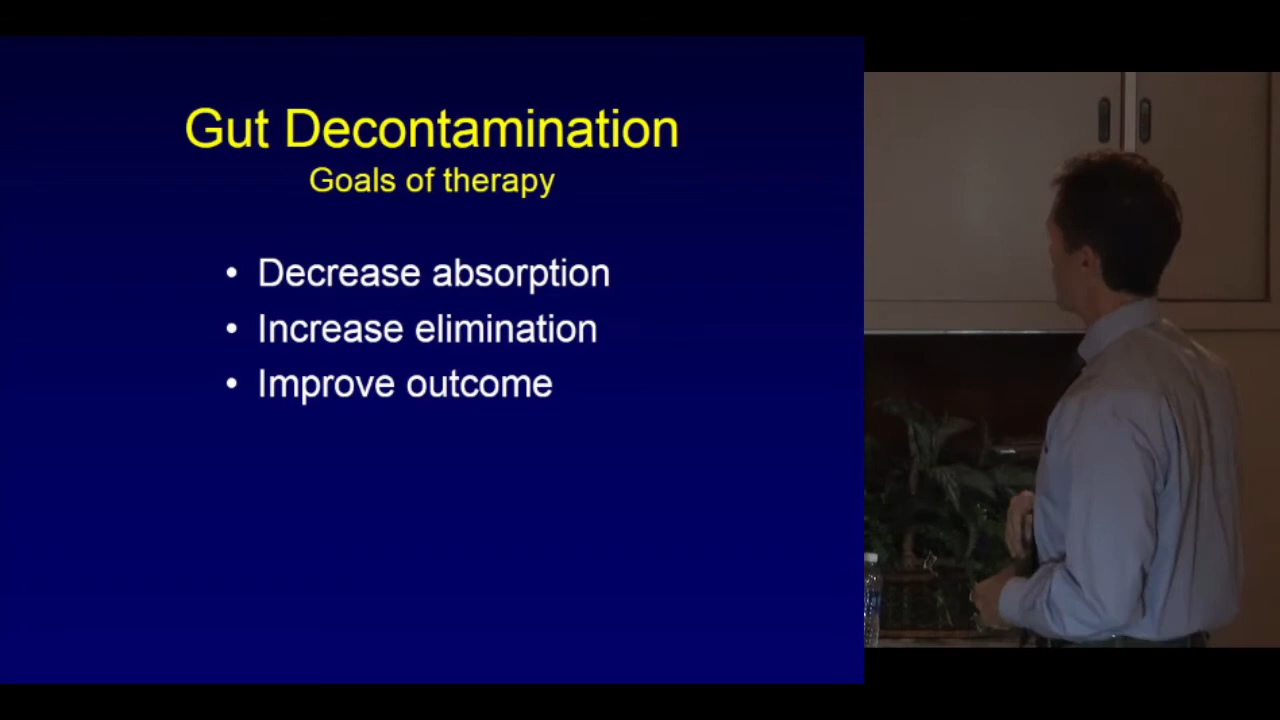 Gut Decontamination
Goals of therapy
• Decrease absorption
• Increase elimination
• Improve outcome